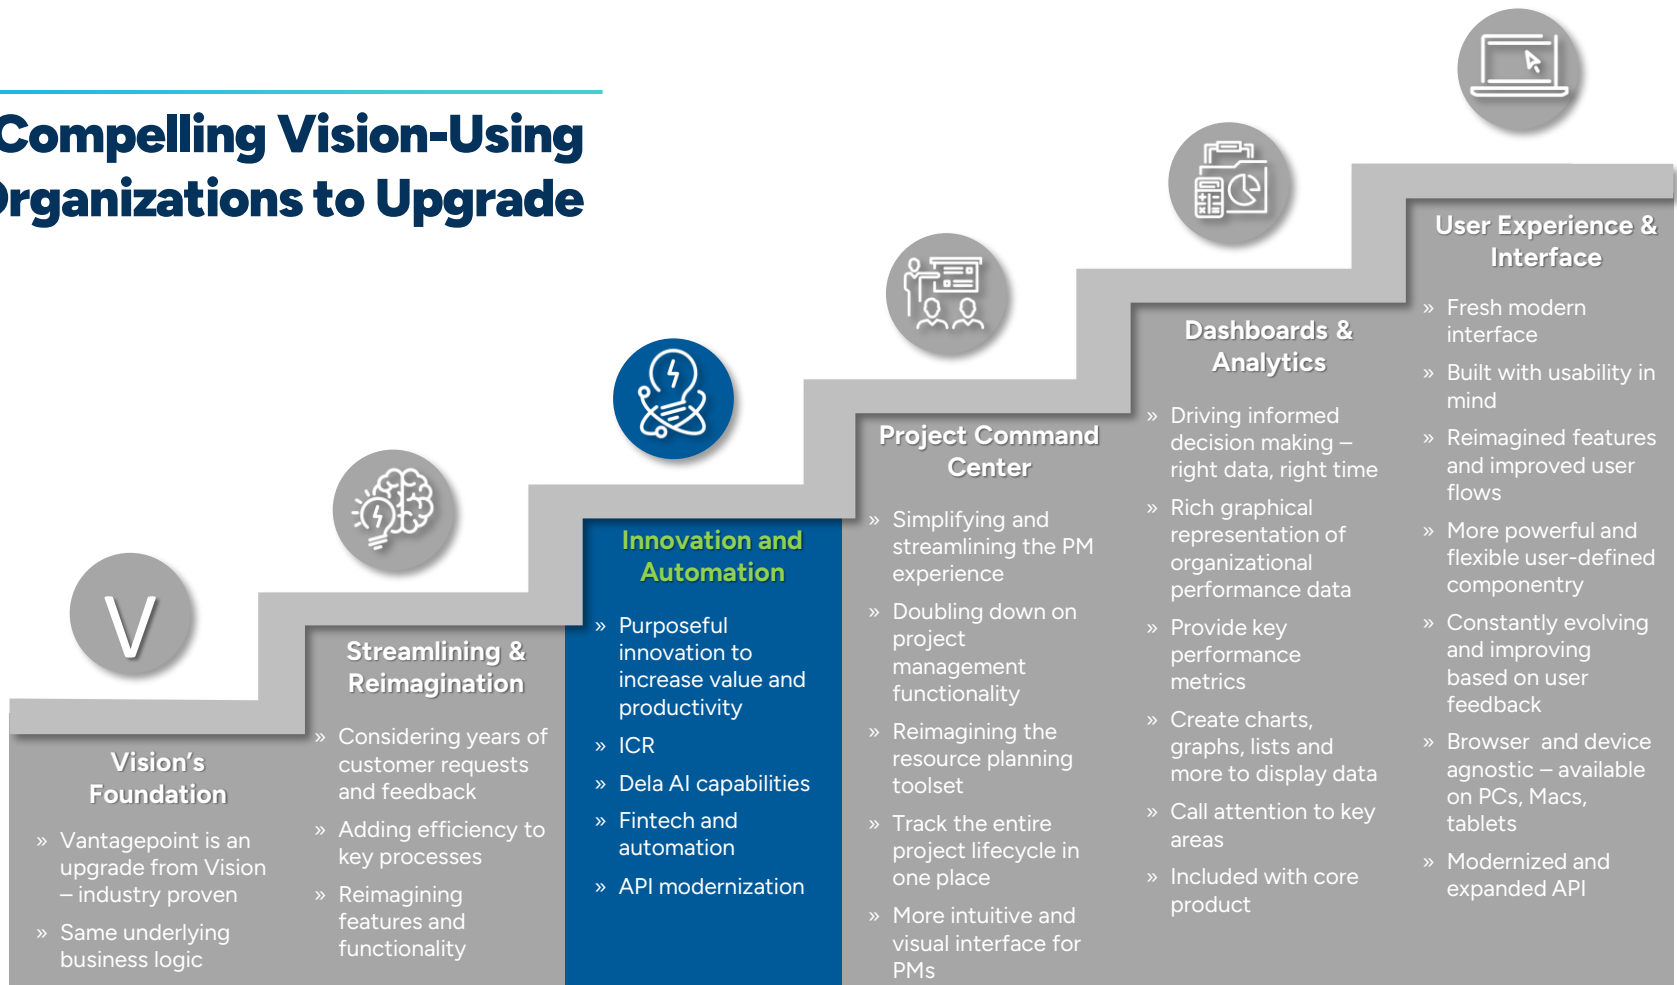 Compelling Vision-Using
Organizations to Upgrade
V
Vision's
Foundation
» Vantagepoint is an
upgrade from Vision
– industry proven
» Same underlying
business logic
Streamlining &
Reimagination
» Considering years of
customer requests
and feedback
» Adding efficiency to
key processes
» Reimagining
features and
functionality
Innovation and
Automation
» Purposeful
innovation to
increase value and
productivity
» ICR
» Dela AI capabilities
» Fintech and
automation
» API modernization
Project Command
Center
» Simplifying and
streamlining the PM
experience
» Doubling down on
project
management
functionality
» Reimagining the
resource planning
toolset
» Track the entire
project lifecycle in
one place
» More intuitive and
visual interface for
PMs
Dashboards &
Analytics
» Driving informed
decision making –
right data, right time
» Rich graphical
representation of
organizational
performance data
» Provide key
performance
metrics
» Create charts,
graphs, lists and
more to display data
» Call attention to key
areas
» Included with core
product
User Experience &
Interface
» Fresh modern
interface
» Built with usability in
mind
» Reimagined features
and improved user
flows
» More powerful and
flexible user-defined
componentry
» Constantly evolving
and improving
based on user
feedback
» Browser and device
agnostic – available
on PCs, Macs,
tablets
» Modernized and
expanded API